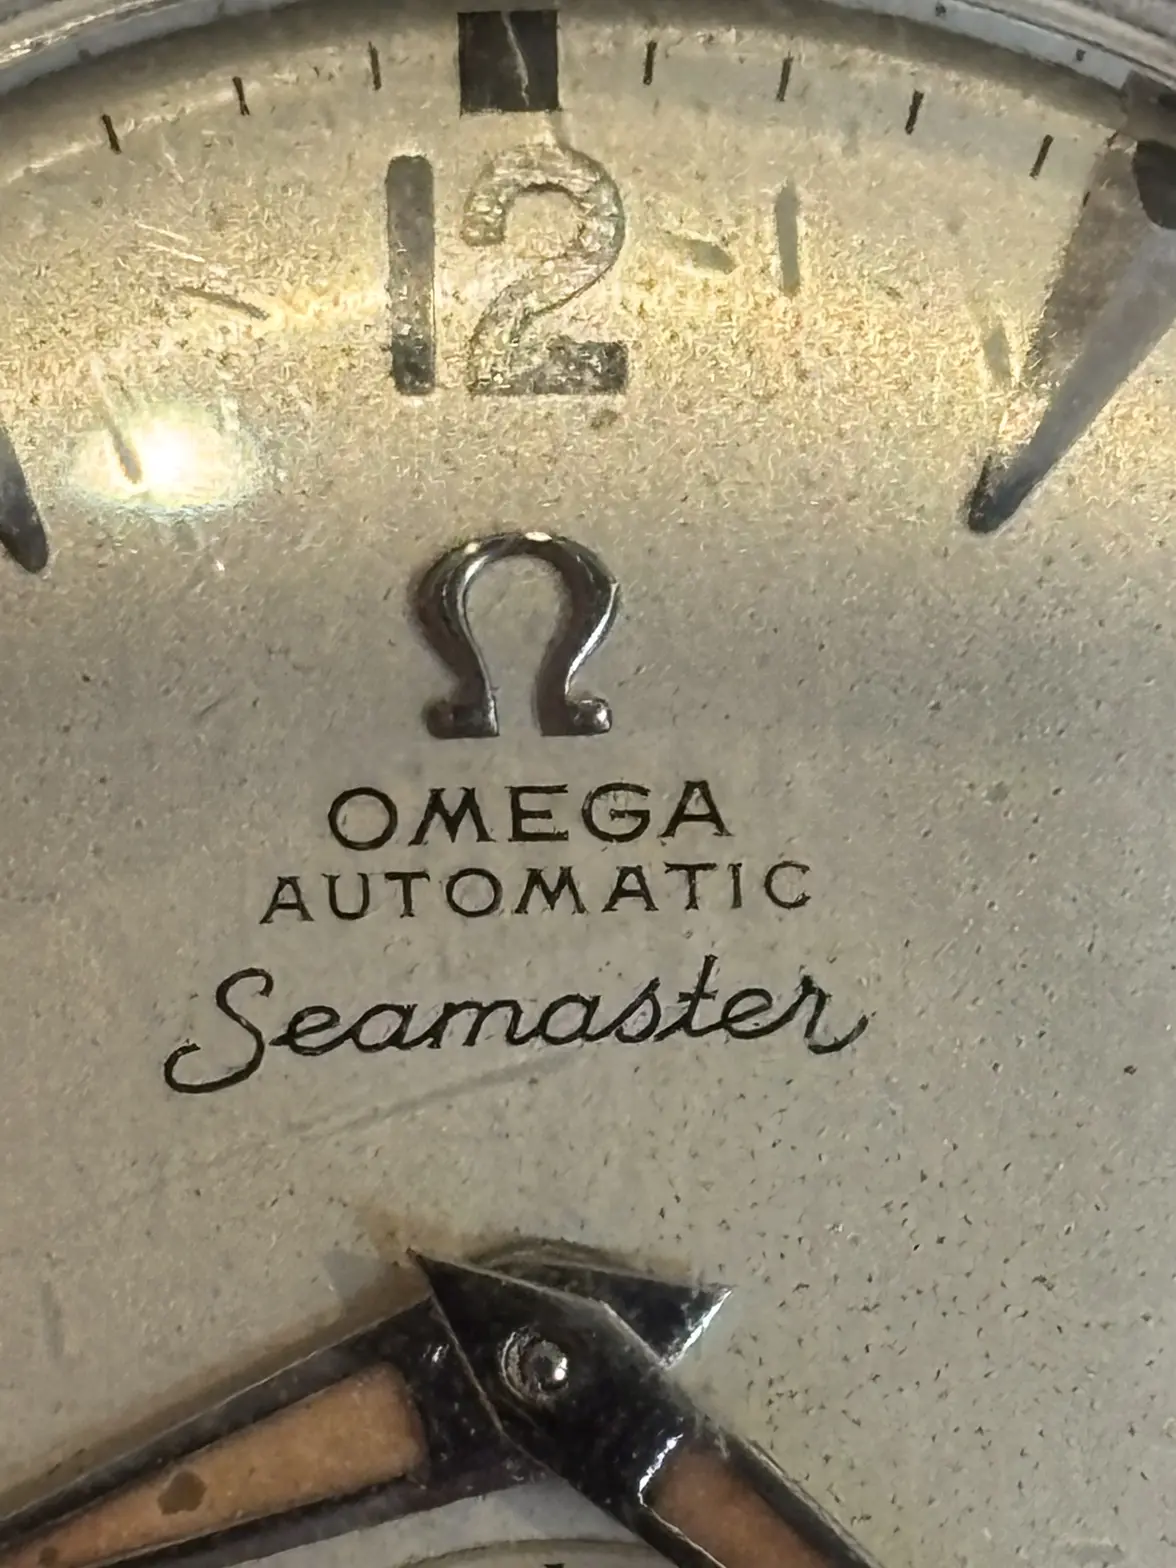 12
Ω
OMEGA
AUTOMATIC
Seamaster